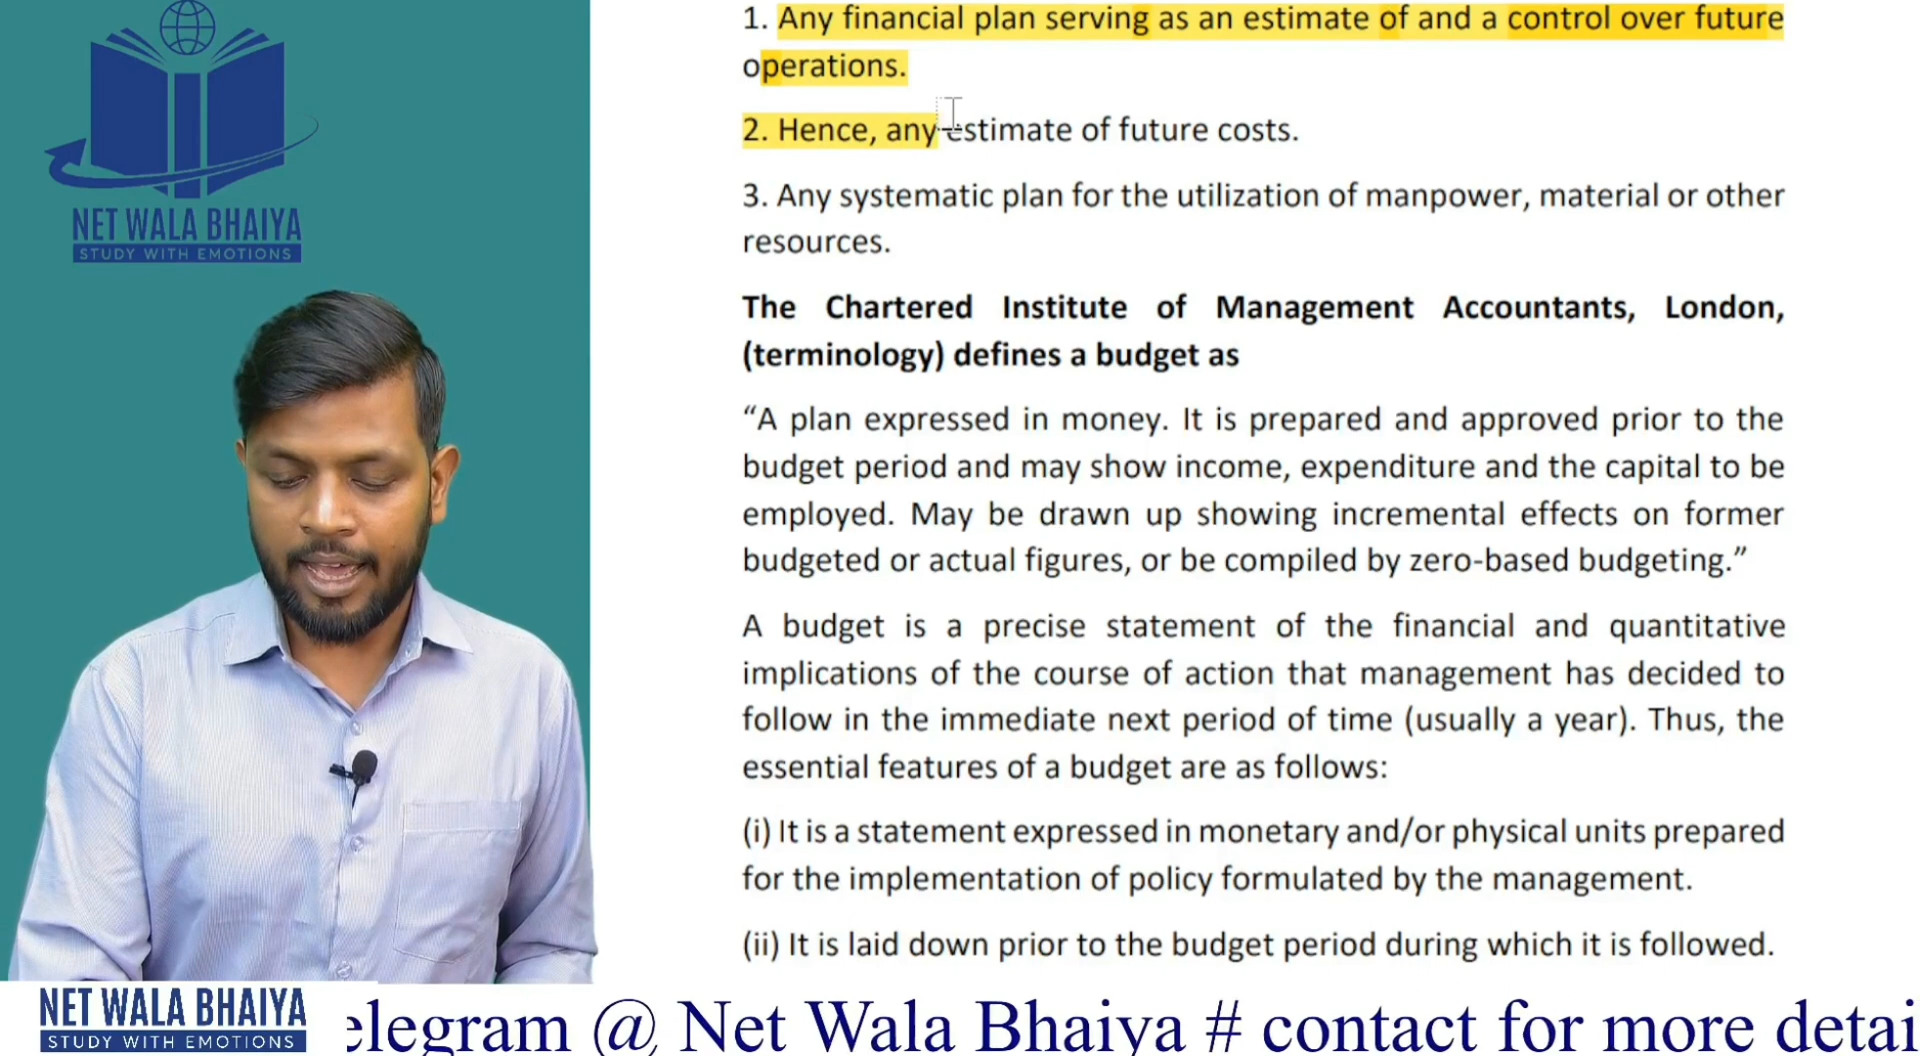 NET WALA BHAIYA
STUDY WITH EMOTIONS
1. Any financial plan serving as an estimate of and a control over future
operations.
2. Hence, any estimate of future costs.
3. Any systematic plan for the utilization of manpower, material or other
resources.
The Chartered Institute of Management Accountants, London,
(terminology) defines a budget as
“A plan expressed in money. It is prepared and approved prior to the
budget period and may show income, expenditure and the capital to be
employed. May be drawn up showing incremental effects on former
budgeted or actual figures, or be compiled by zero-based budgeting.”
A budget is a precise statement of the financial and quantitative
implications of the course of action that management has decided to
follow in the immediate next period of time (usually a year). Thus, the
essential features of a budget are as follows:
(i) It is a statement expressed in monetary and/or physical units prepared
for the implementation of policy formulated by the management.
(ii) It is laid down prior to the budget period during which it is followed.
NET WALA BHAIYA
STUDY WITH EMOTIONS
elegram @ Net Wala Bhaiya # contact for more detai